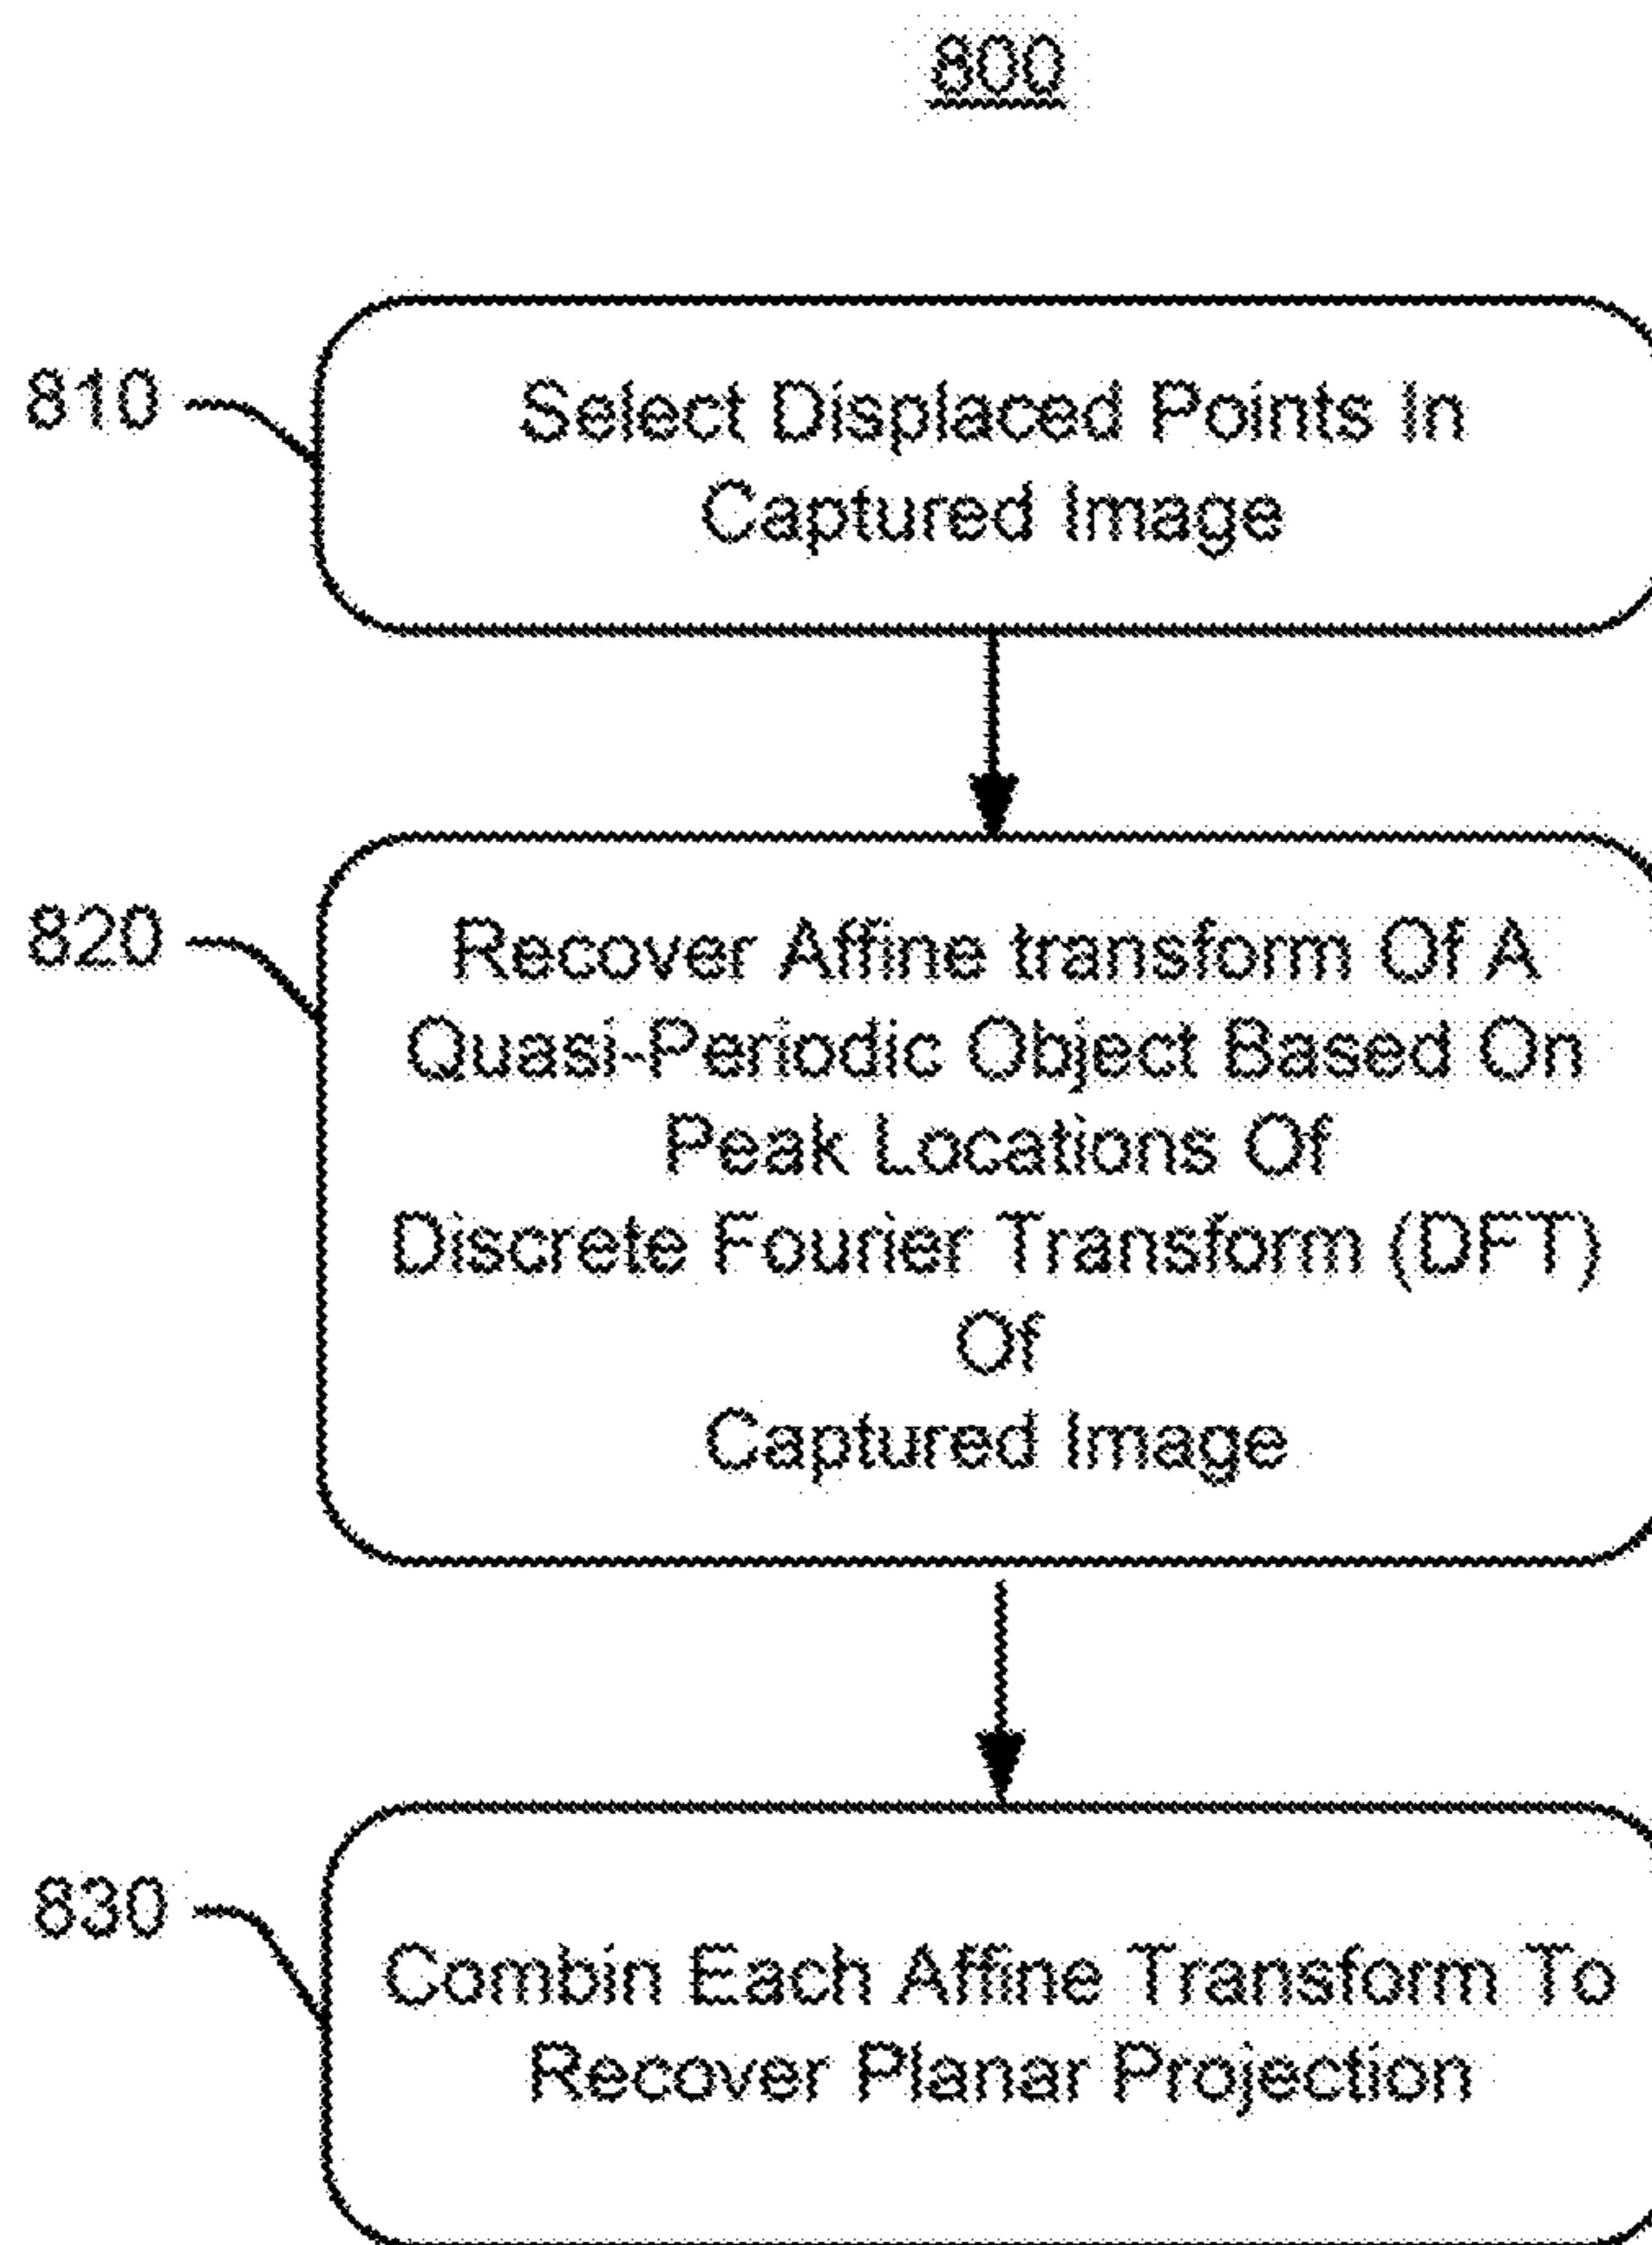 800
810
Select Displaced Points In
Captured Image
820
Recover Affine transform Of A
Quasi-Periodic Object Based On
Peak Locations Of
Discrete Fourier Transform (DFT)
Of
Captured Image
830
Combin Each Affine Transform To
Recover Planar Projection